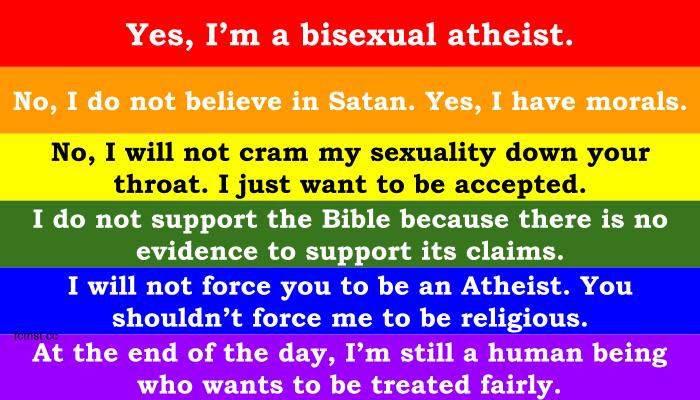 Yes, I'm a bisexual atheist.
No, I do not believe in Satan. Yes, I have morals.
No, I will not cram my sexuality down your
throat. I just want to be accepted.
I do not support the Bible because there is no
evidence to support its claims.
I will not force you to be an Atheist. You
shouldn't force me to be religious.
fcmst.cc
At the end of the day, I'm still a human being
who wants to be treated fairly.